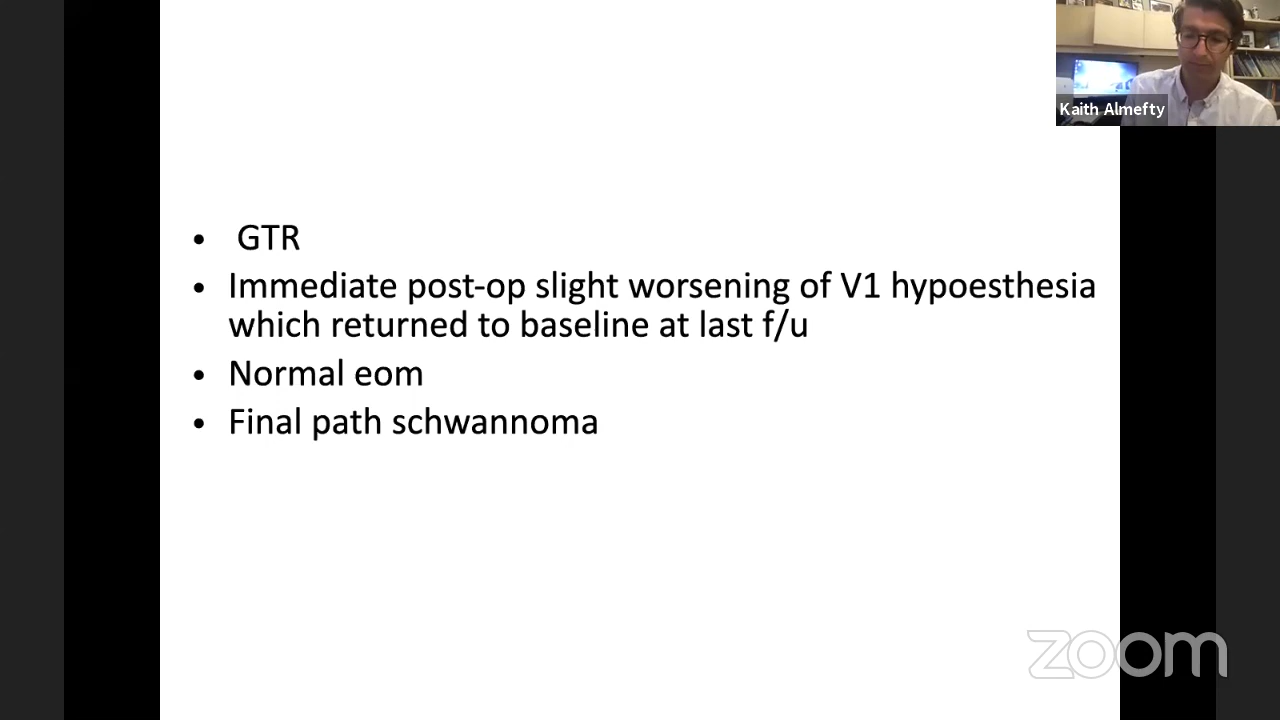 Kaith Almefty
• GTR
• Immediate post-op slight worsening of V1 hypoesthesia
which returned to baseline at last f/u
• Normal eom
• Final path schwannoma
zoom